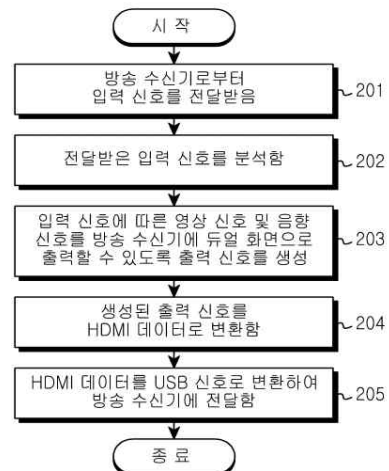 시 작
방송 수신기로부터
입력 신호를 전달받음
201
전달받은 입력 신호를 분석함
202
입력 신호에 따른 영상 신호 및 음향
신호를 방송 수신기에 듀얼 화면으로
출력할 수 있도록 출력 신호를 생성
203
생성된 출력 신호를
HDMI 데이터로 변환함
204
HDMI 데이터를 USB 신호로 변환하여
방송 수신기에 전달함
205
종 료